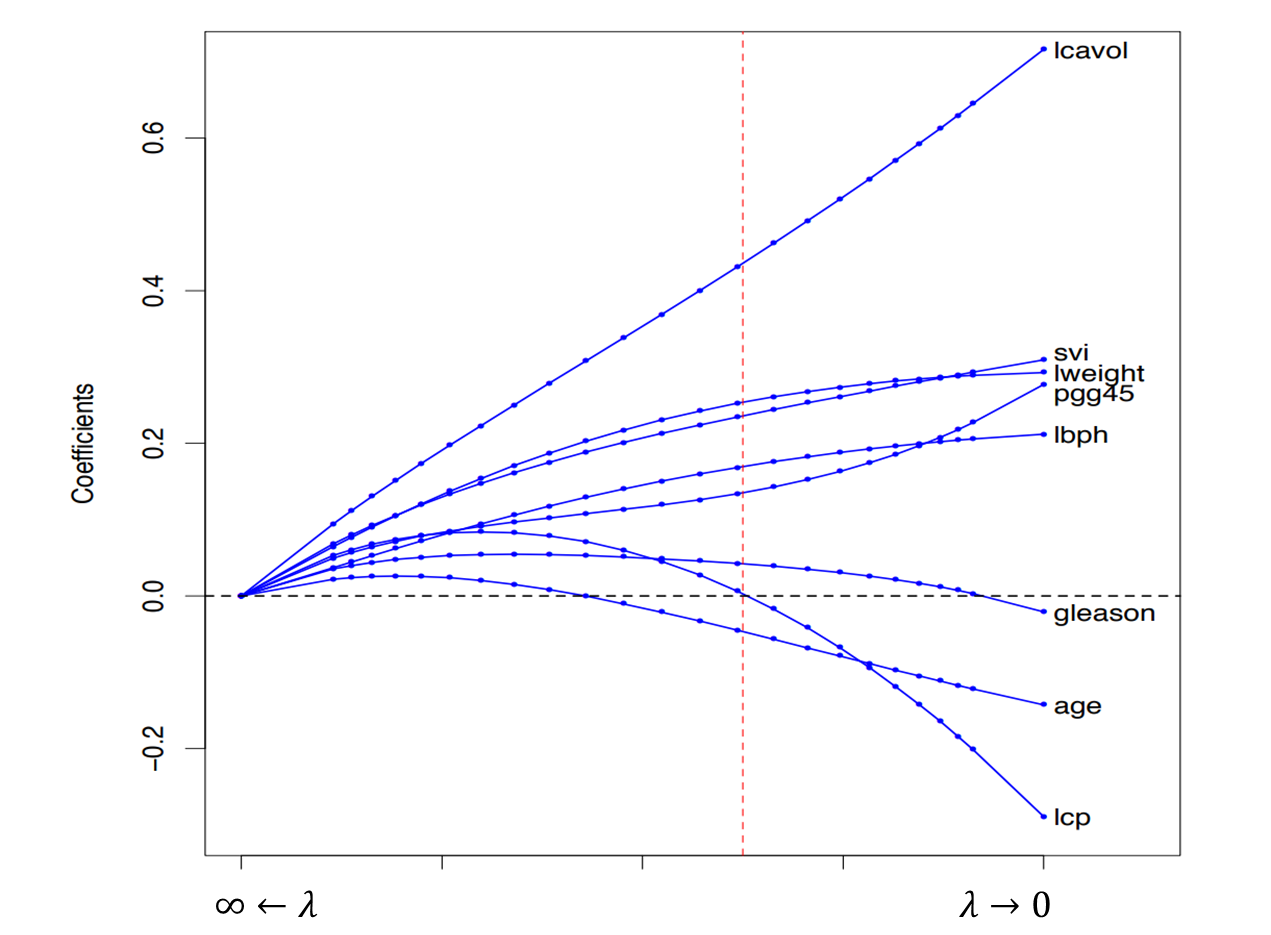 Coefficients
0.6
0.4
0.2
0.0
−0.2
lcavol
svi
lweight
pgg45
lbph
gleason
age
lcp
∞ ← λ
λ → 0